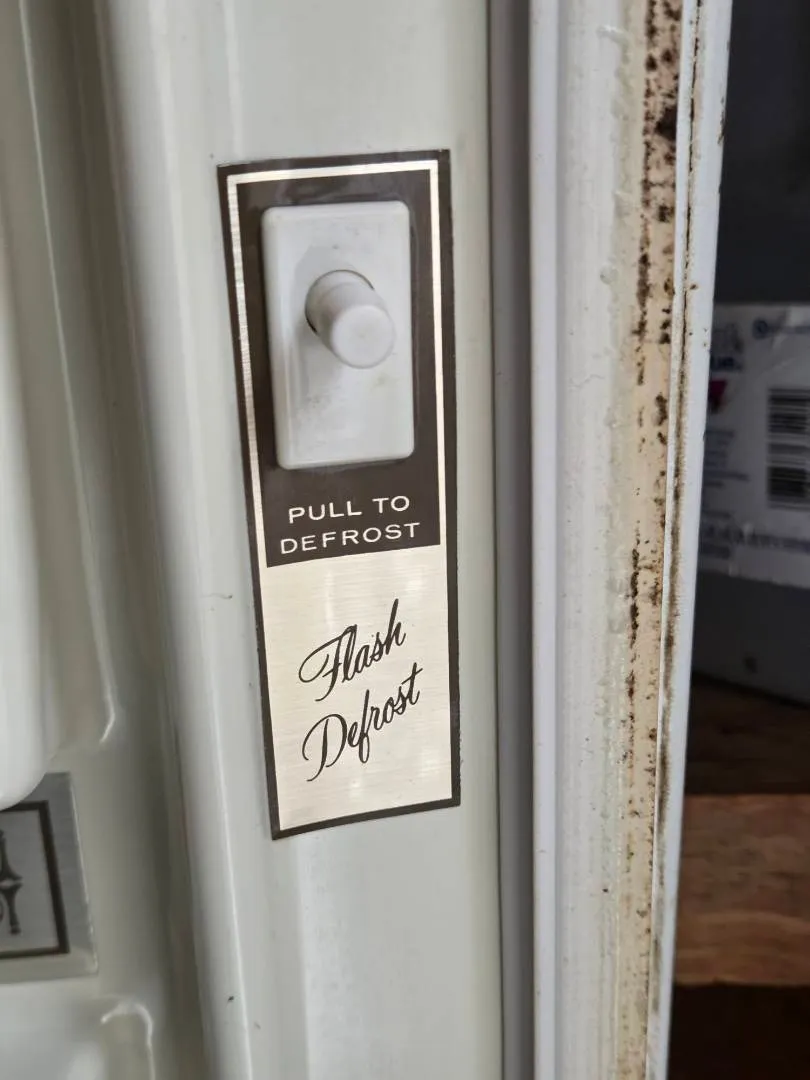 PULL TO
DEFROST
Flash
Defrost